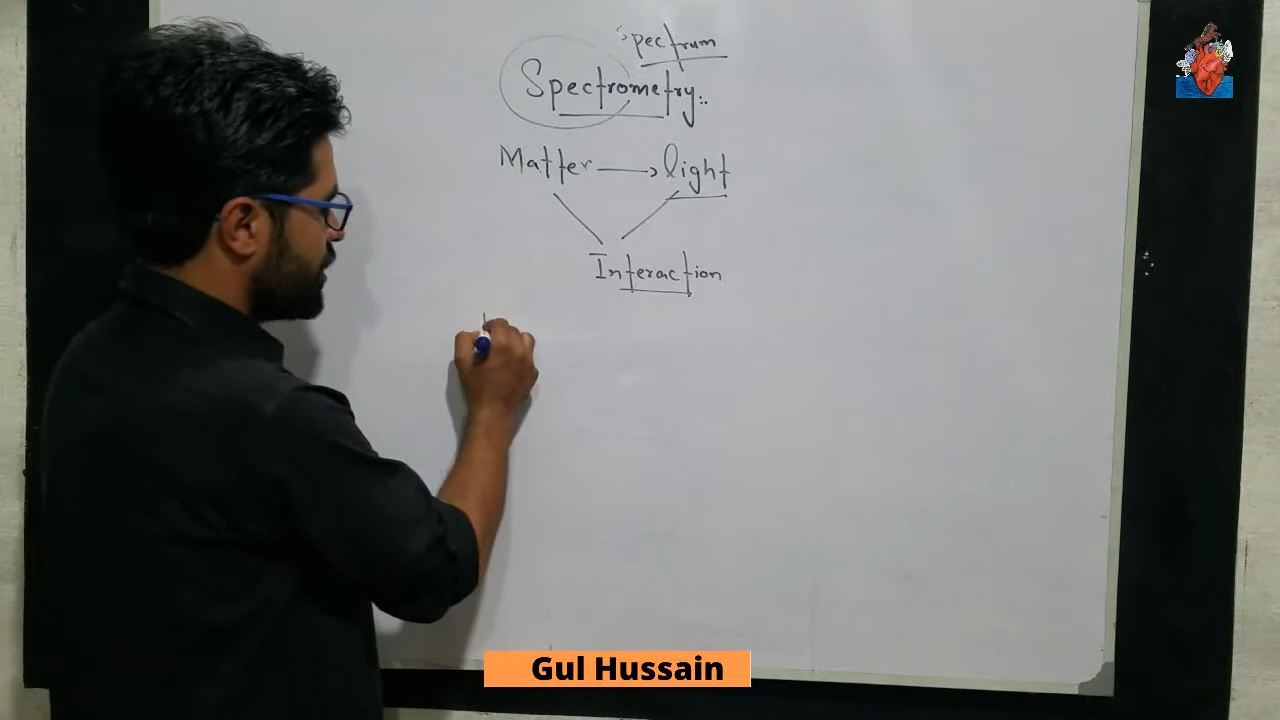 Spectrum
Spectrometry..
Matter → light
Interaction
Gul Hussain